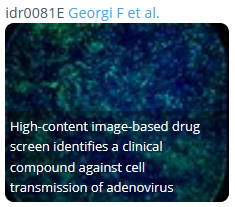 idr0081E Georgi F et al.
High-content image-based drug
screen identifies a clinical
compound against cell
transmission of adenovirus